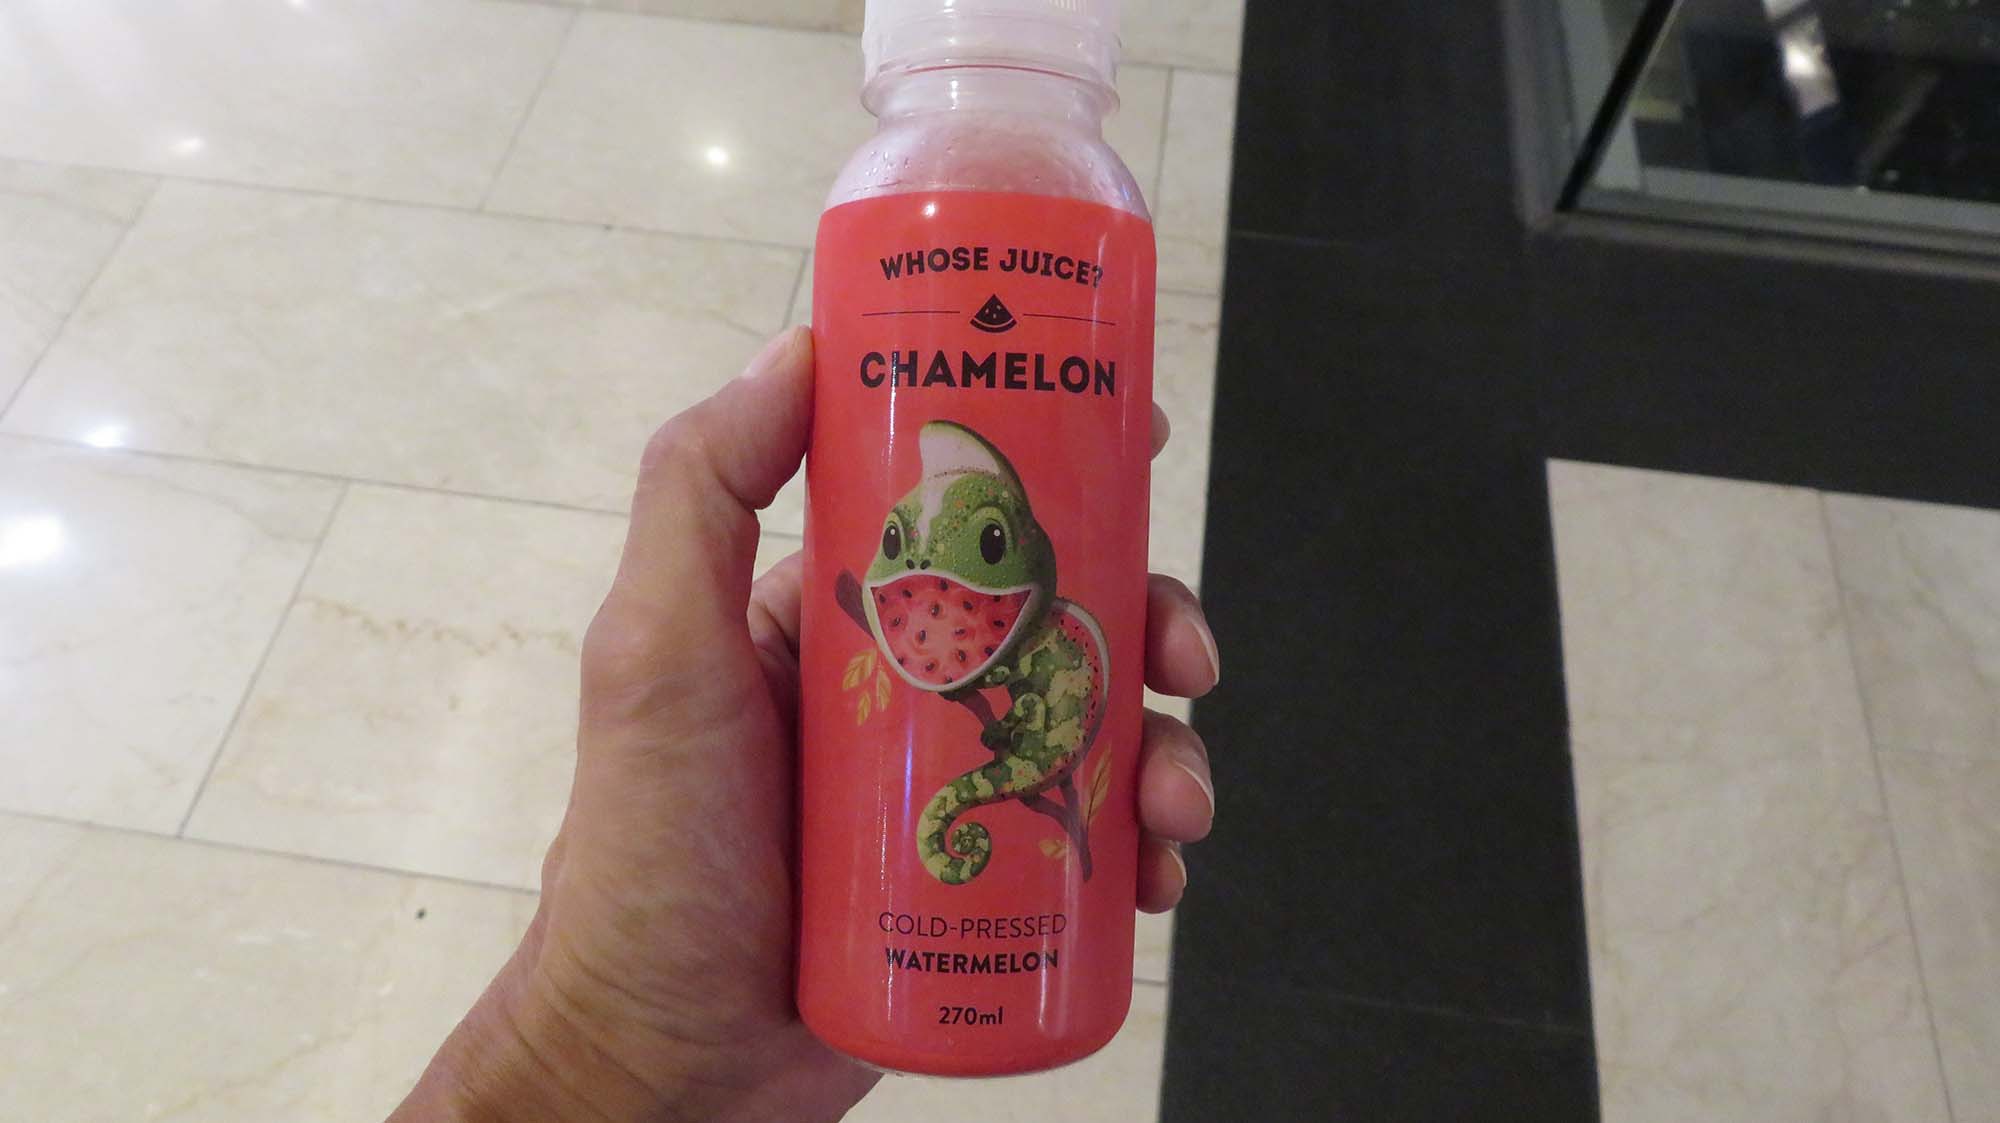 WHOSE JUICE?
CHAMELON
COLD-PRESSED
WATERMELON
270ml